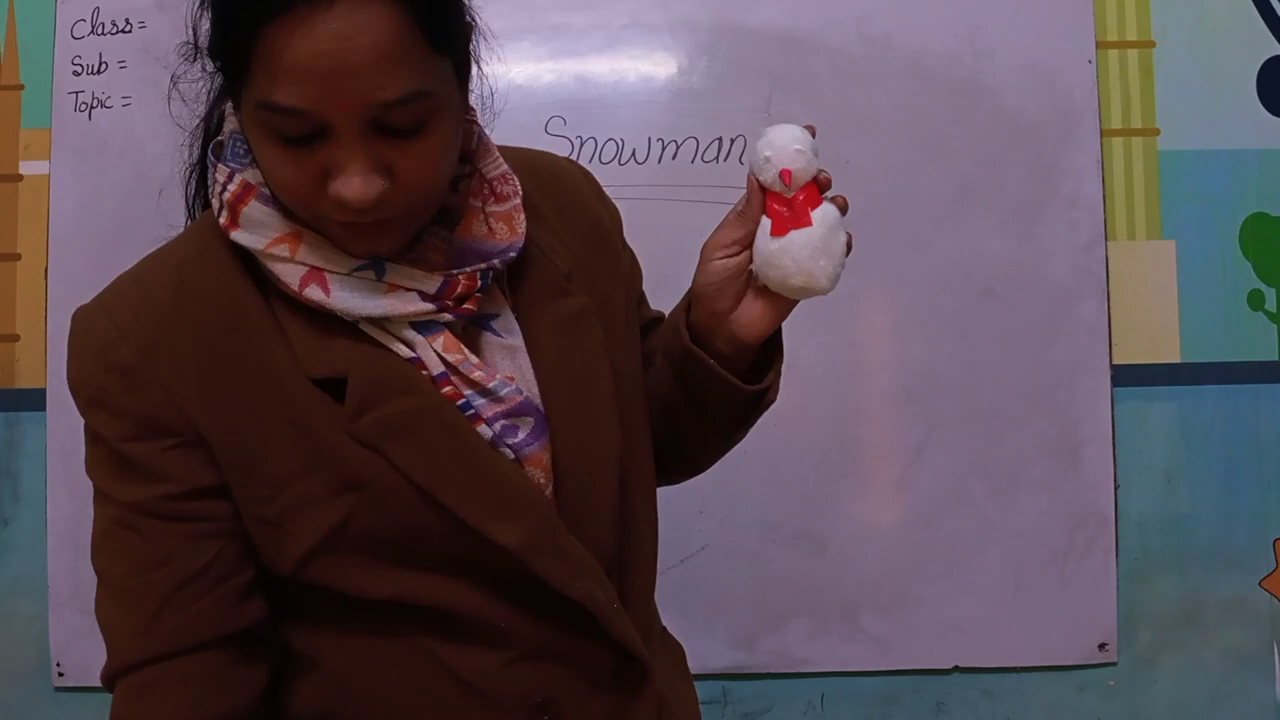 Class=
Sub =
Topic =
Snowman